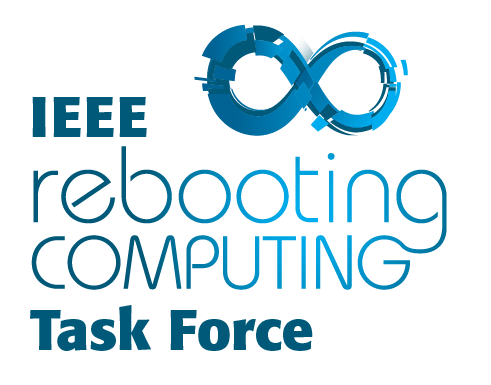 IEEE
rebooting
COMPUTING
Task Force